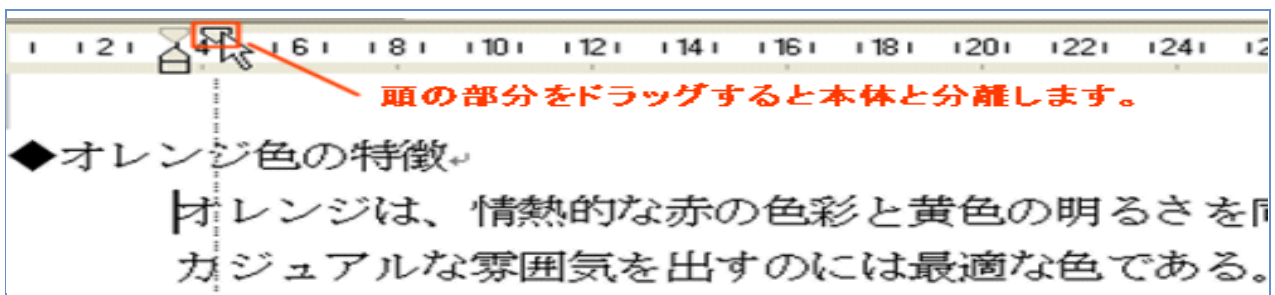 2 4 6 8 10 12 14 16 18 20 22 24 2
頭の部分をドラッグすると本体と分離します。
◆オレンジ色の特徴↵
オレンジは、情熱的な赤の色彩と黄色の明るさを同
カジュアルな雰囲気を出すのには最適な色である。